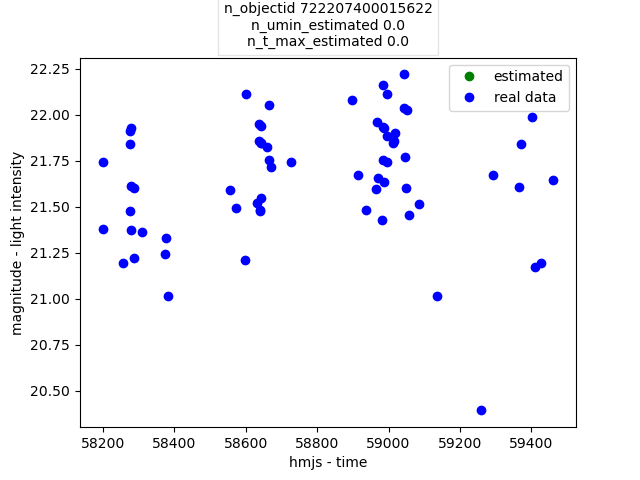 n_objectid 722207400015622
n_umin_estimated 0.0
n_t_max_estimated 0.0
22.25
22.00
21.75
21.50
21.25
21.00
20.75
20.50
magnitude - light intensity
estimated
real data
58200 58400 58600 58800 59000 59200 59400
hmjs - time